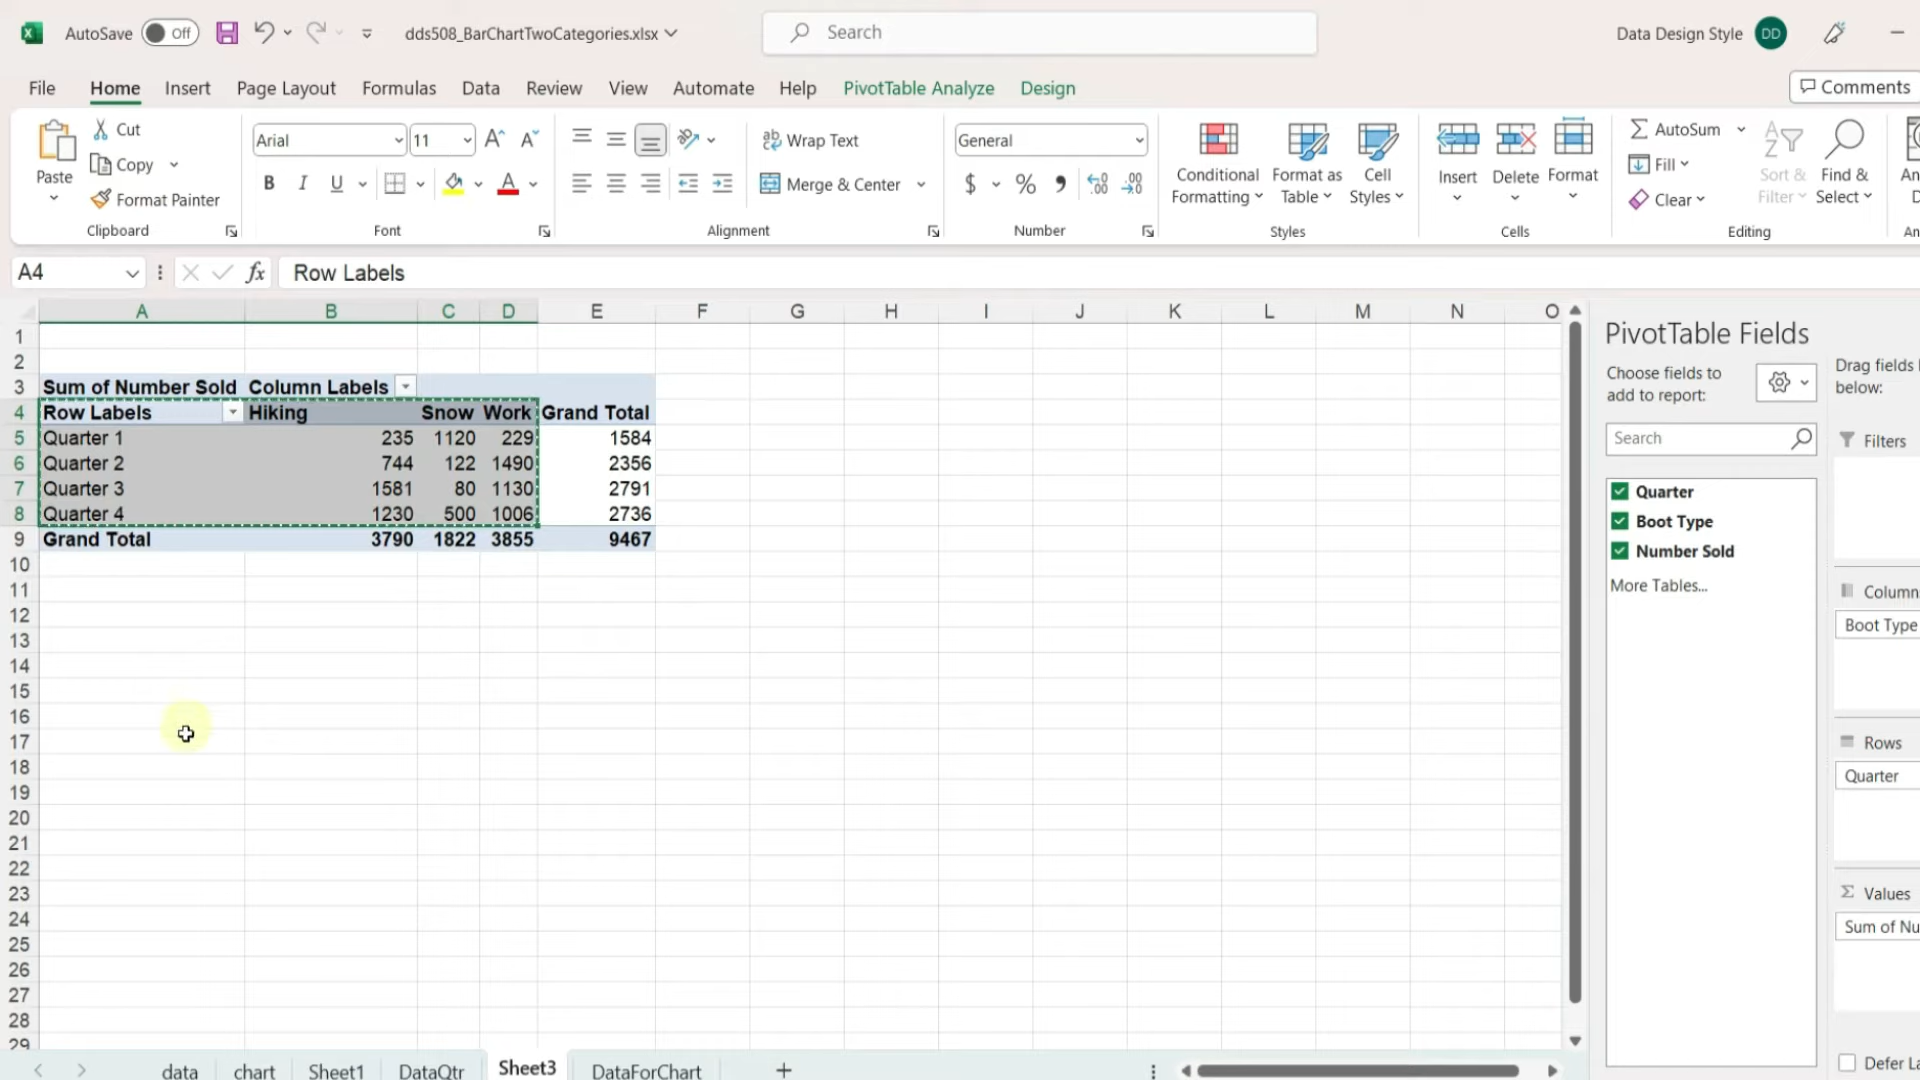 AutoSave Off dds508_BarChartTwoCategories.xlsx Search Data Design Style DD
File Home Insert Page Layout Formulas Data Review View Automate Help PivotTable Analyze Design Comments
Paste Cut Copy Format Painter Clipboard
Arial 11 B I U A Font
ab Wrap Text Merge & Center Alignment
General $ % Number
Conditional Formatting Format as Table Cell Styles Styles
Insert Delete Format Cells
AutoSum Fill Clear Sort & Filter Find & Select Editing
A4 fx Row Labels
A B C D E F G H I J K L M N O
1
2
3 Sum of Number Sold Column Labels
4 Row Labels Hiking Snow Work Grand Total
5 Quarter 1 235 1120 229 1584
6 Quarter 2 744 122 1490 2356
7 Quarter 3 1581 80 1130 2791
8 Quarter 4 1230 500 1006 2736
9 Grand Total 3790 1822 3855 9467
10
11
12
13
14
15
16
17
18
19
20
21
22
23
24
25
26
27
28
29
PivotTable Fields
Choose fields to
add to report:
Search
Quarter
Boot Type
Number Sold
More Tables...
Drag fields
below:
Filters
Column
Boot Type
Rows
Quarter
Values
Sum of Nu
Defer La
data chart Sheet1 DataQtr Sheet3 DataForChart +